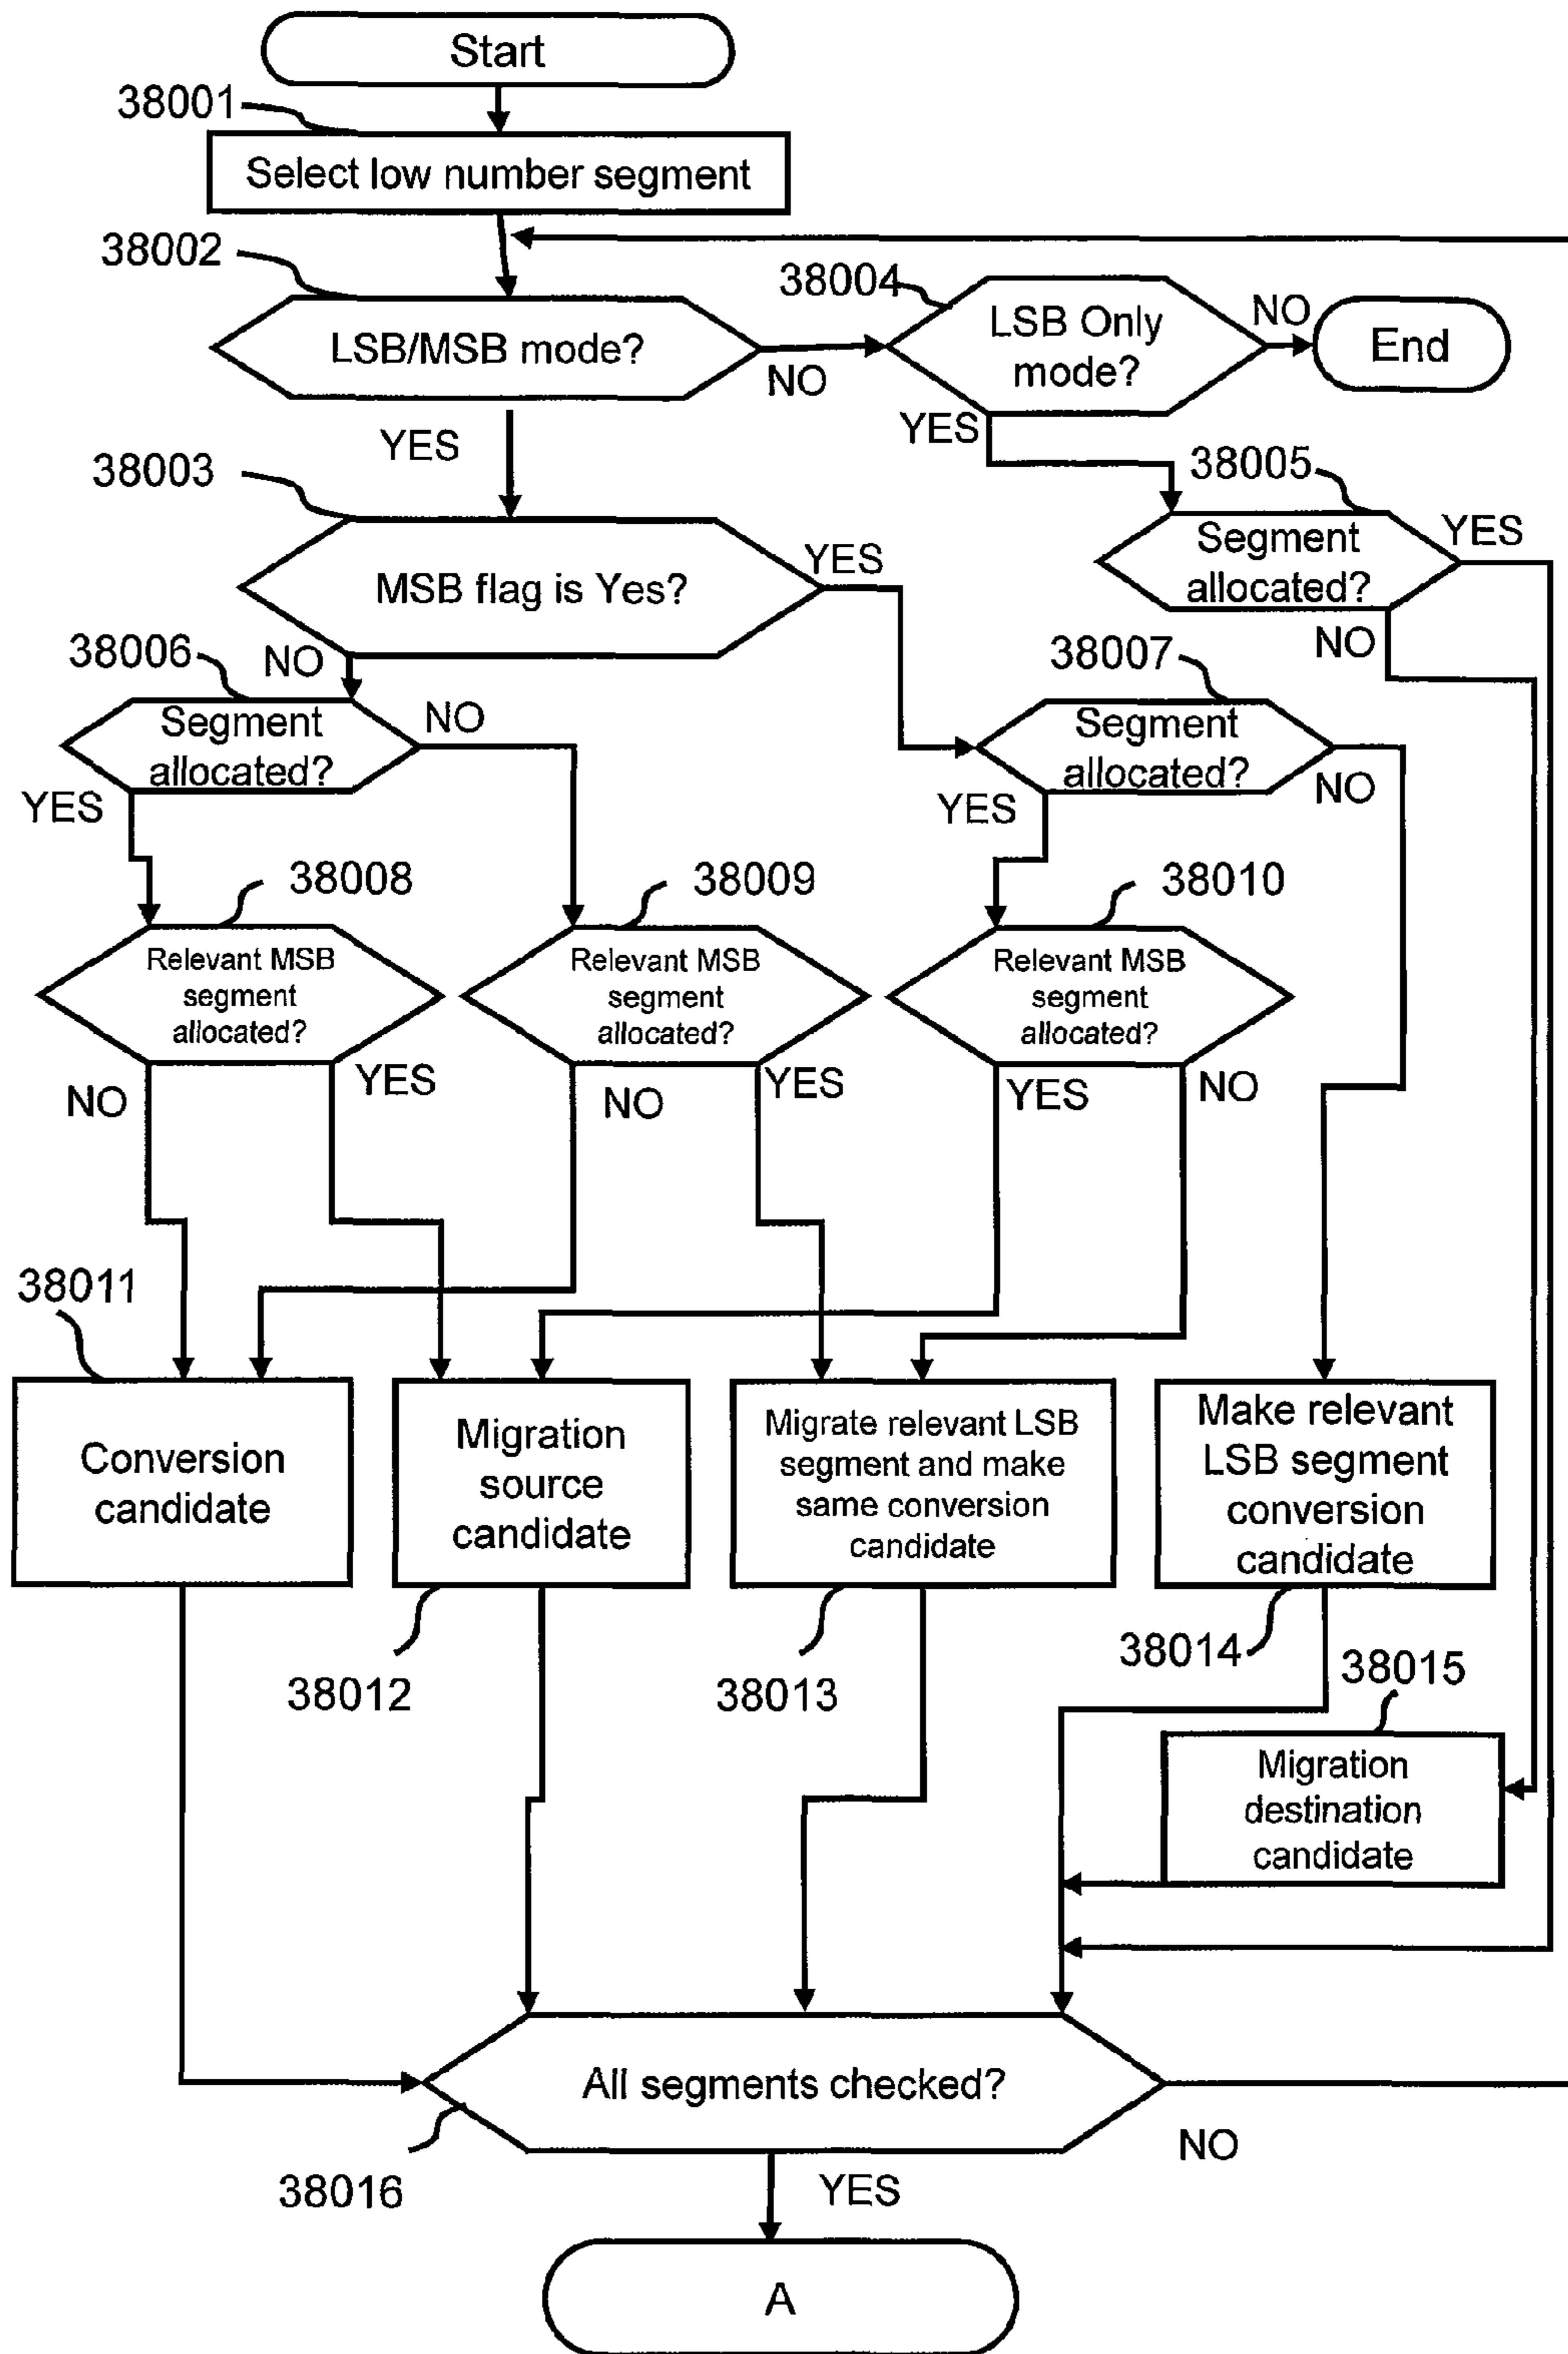 Start
38001
Select low number segment
38002
38004
LSB/MSB mode?
NO
LSB Only
mode?
NO
End
YES
YES
38003
38005
Segment
allocated?
YES
MSB flag is Yes?
YES
NO
38006
NO
38007
Segment
allocated?
NO
YES
Segment
allocated?
NO
YES
38008
38009
38010
Relevant MSB
segment
allocated?
Relevant MSB
segment
allocated?
Relevant MSB
segment
allocated?
NO
YES
NO
YES
YES
NO
38011
Conversion
candidate
Migration
source
candidate
Migrate relevant LSB
segment and make
same conversion
candidate
Make relevant
LSB segment
conversion
candidate
38012
38013
38014
38015
Migration
destination
candidate
All segments checked?
NO
38016
YES
A